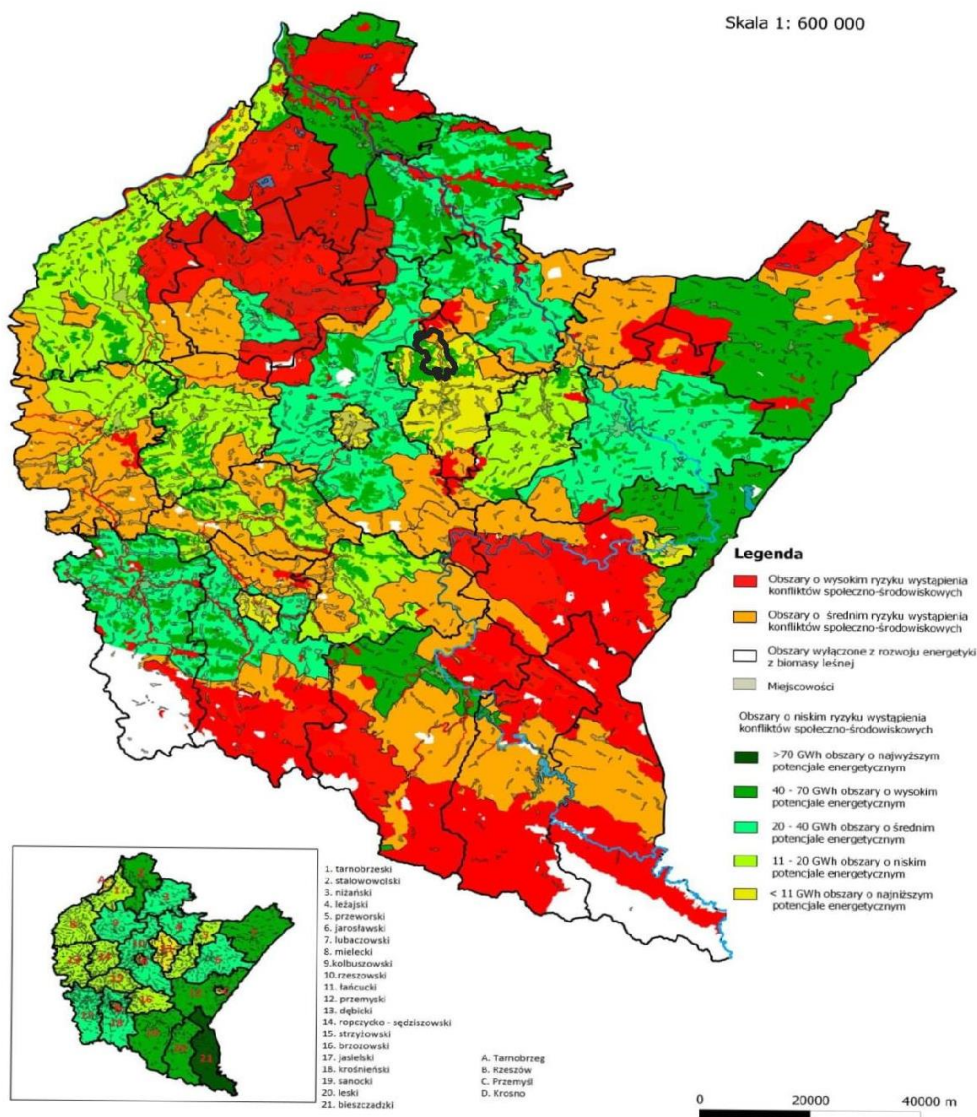 Skala 1: 600 000
Legenda
Obszary o wysokim ryzyku wystąpienia
konfliktów społeczno-środowiskowych
Obszary o średnim ryzyku wystąpienia
konfliktów społeczno-środowiskowych
Obszary wyłączone z rozwoju energetyki
z biomasy leśnej
Miejscowości
Obszary o niskim ryzyku wystąpienia
konfliktów społeczno-środowiskowych
>70 GWh obszary o najwyższym
potencjale energetycznym
40 - 70 GWh obszary o wysokim
potencjale energetycznym
20 - 40 GWh obszary o średnim
potencjale energetycznym
11 - 20 GWh obszary o niskim
potencjale energetycznym
< 11 GWh obszary o najniższym
potencjale energetycznym
1. tarnobrzeski
2. stalowowolski
3. niżański
4. leżajski
5. przeworski
6. jarosławski
7. lubaczowski
8. mielecki
9.kolbuszowski
10.rzeszowski
11. łańcucki
12. przemyski
13. dębicki
14. ropczycko - sędziszowski
15. strzyżowski
16. brzozowski
17. jasielski
18. krośnieński
19. sanocki
20. leski
21. bieszczadzki
A. Tarnobrzeg
B. Rzeszów
C. Przemyśl
D. Krosno
21
0
20000
40000 m